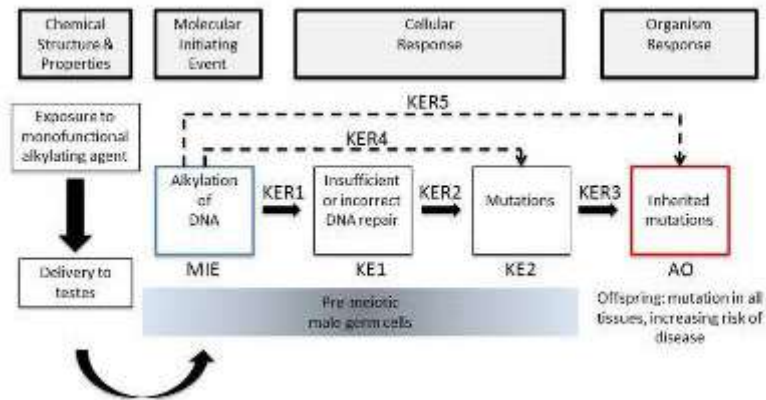 Chemical
Structure &
Properties
Molecular
Initiating
Event
Cellular
Response
Organism
Response
Exposure to
monofunctional
alkylating agent
Delivery to
testes
KER5
KER4
Alkylation
of
DNA
MIE
KER1
Insufficient
or incorrect
DNA repair
KE1
KER2
Mutations
KE2
KER3
Inherited
mutations
AO
Pre-meiotic
male germ cells
Offspring: mutation in all
tissues, increasing risk of
disease